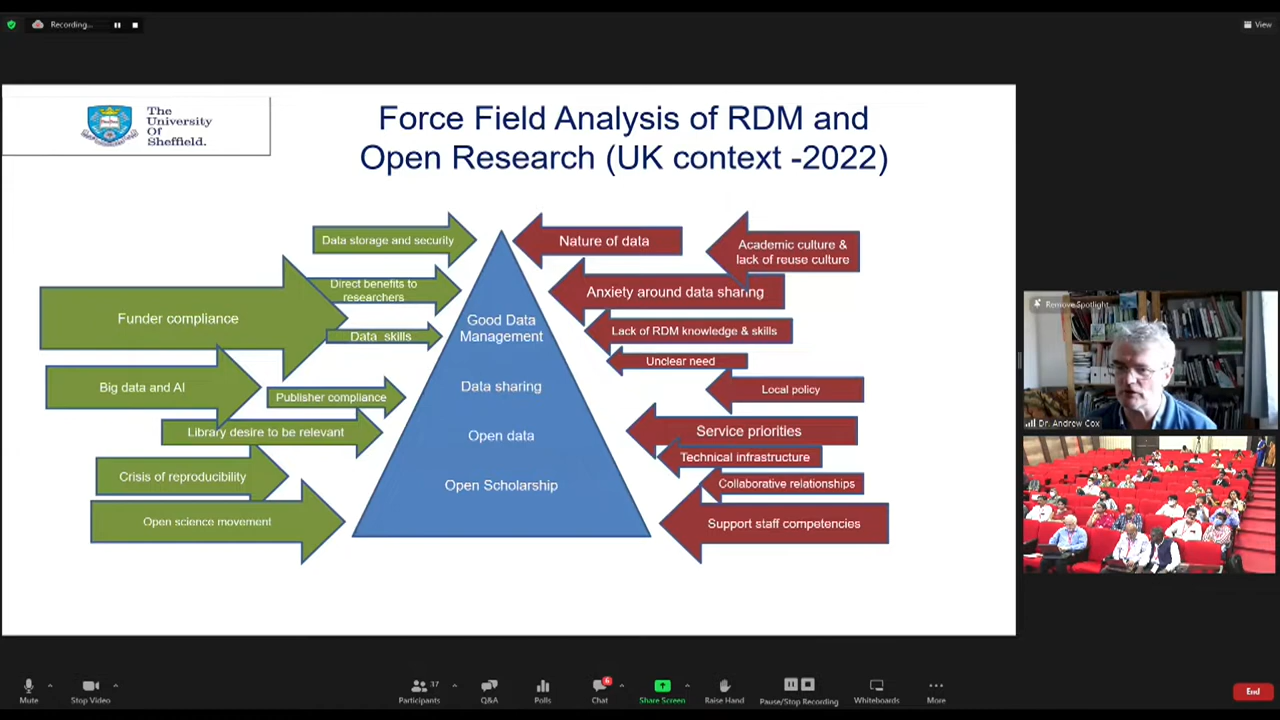 Recording...
View
The
University
Of
Sheffield.
Force Field Analysis of RDM and
Open Research (UK context -2022)
Data storage and security
Direct benefits to
researchers
Funder compliance
Data skills
Big data and AI
Publisher compliance
Library desire to be relevant
Crisis of reproducibility
Open science movement
Good Data
Management
Data sharing
Open data
Open Scholarship
Nature of data
Academic culture &
lack of reuse culture
Anxiety around data sharing
Lack of RDM knowledge & skills
Unclear need
Local policy
Service priorities
Technical infrastructure
Collaborative relationships
Support staff competencies
Remove Spotlight
Dr. Andrew Cox
Mute
Stop Video
37
Participants
Q&A
Polls
6
Chat
Share Screen
Raise Hand
Pause/Stop Recording
Whiteboards
More
End